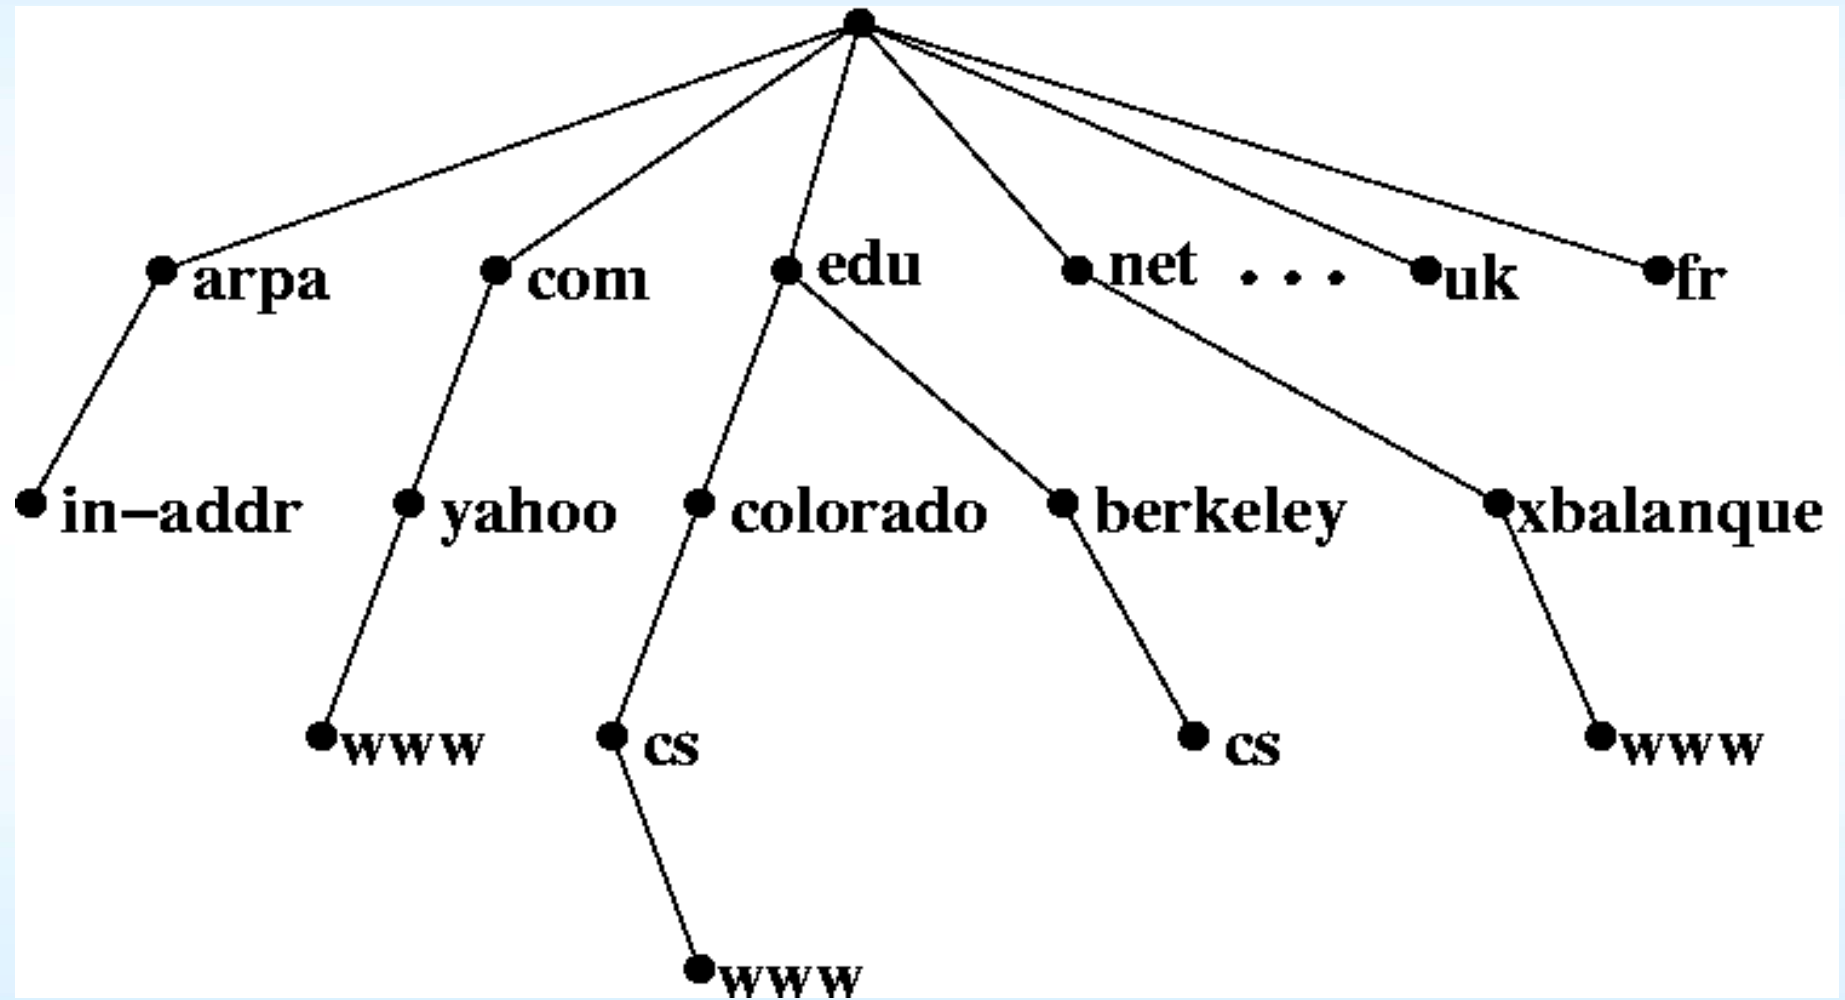 arpa com edu net . . . uk fr
in-addr yahoo colorado berkeley xbalanque
www cs cs www
www